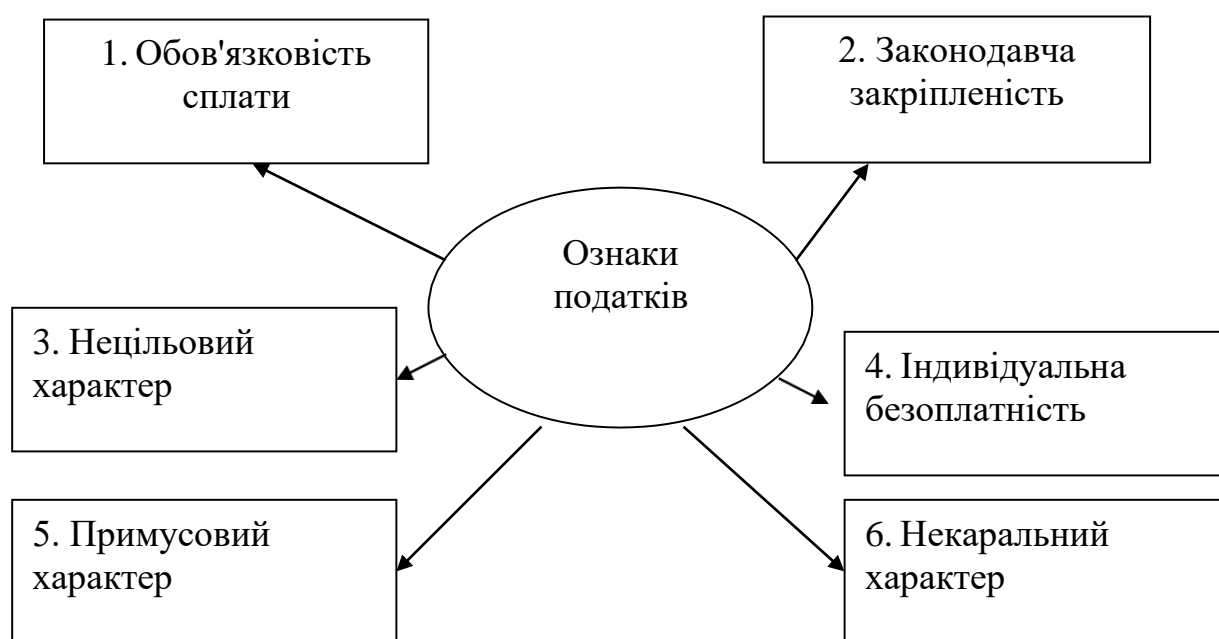 1. Обов'язковість
сплати
2. Законодавча
закріпленість
Ознаки
податків
3. Нецільовий
характер
4. Індивідуальна
безоплатність
5. Примусовий
характер
6. Некаральний
характер